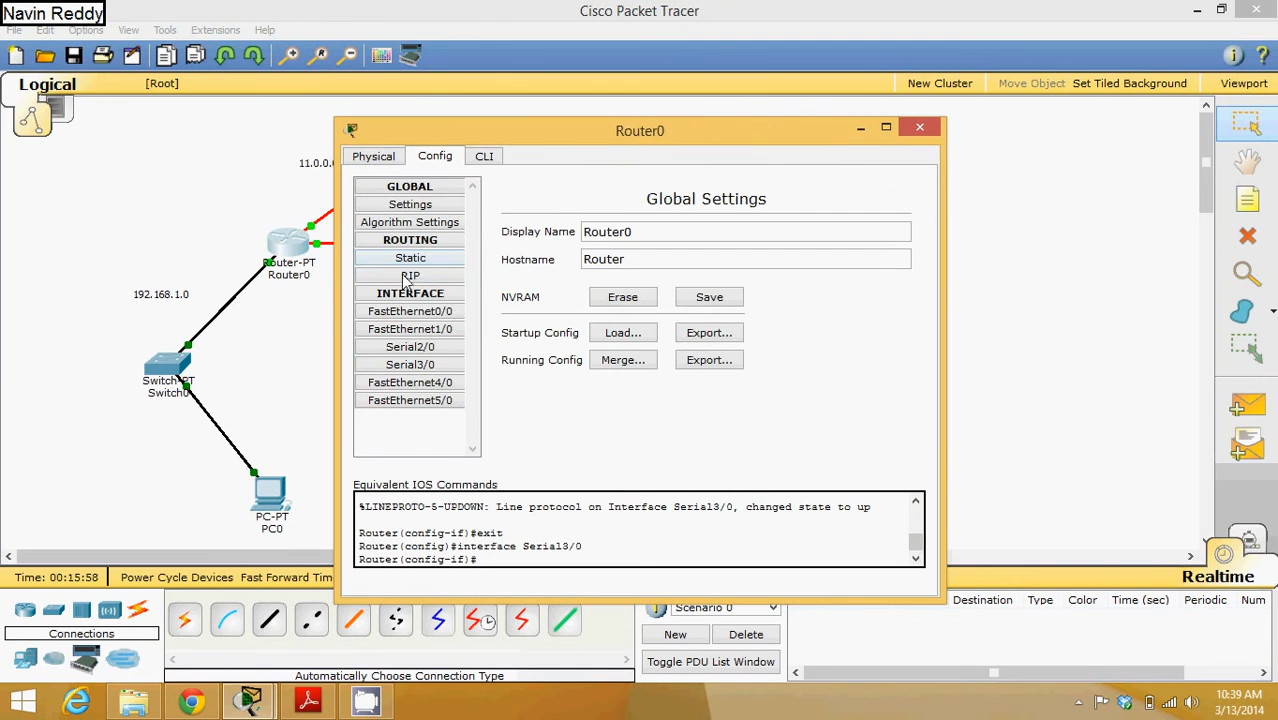 Navin Reddy
Cisco Packet Tracer
File Edit Options View Tools Extensions Help
Logical
[Root]
New Cluster
Move Object
Set Tiled Background
Viewport
11.0.0.
Router-PT
Router0
192.168.1.0
Switch-PT
Switch0
PC-PT
PC0
Router0
Physical
Config
CLI
GLOBAL
Settings
Algorithm Settings
ROUTING
Static
RIP
INTERFACE
FastEthernet0/0
FastEthernet1/0
Serial2/0
Serial3/0
FastEthernet4/0
FastEthernet5/0
Global Settings
Display Name Router0
Hostname Router
NVRAM Erase Save
Startup Config Load... Export...
Running Config Merge... Export...
Equivalent IOS Commands
%LINEPROTO-5-UPDOWN: Line protocol on Interface Serial3/0, changed state to up
Router(config-if)#exit
Router(config)#interface Serial3/0
Router(config-if)#
Time: 00:15:58 Power Cycle Devices Fast Forward Tim
Realtime
Connections
Automatically Choose Connection Type
Scenario 0
New
Delete
Toggle PDU List Window
Destination Type Color Time (sec) Periodic Num
10:39 AM
3/13/2014